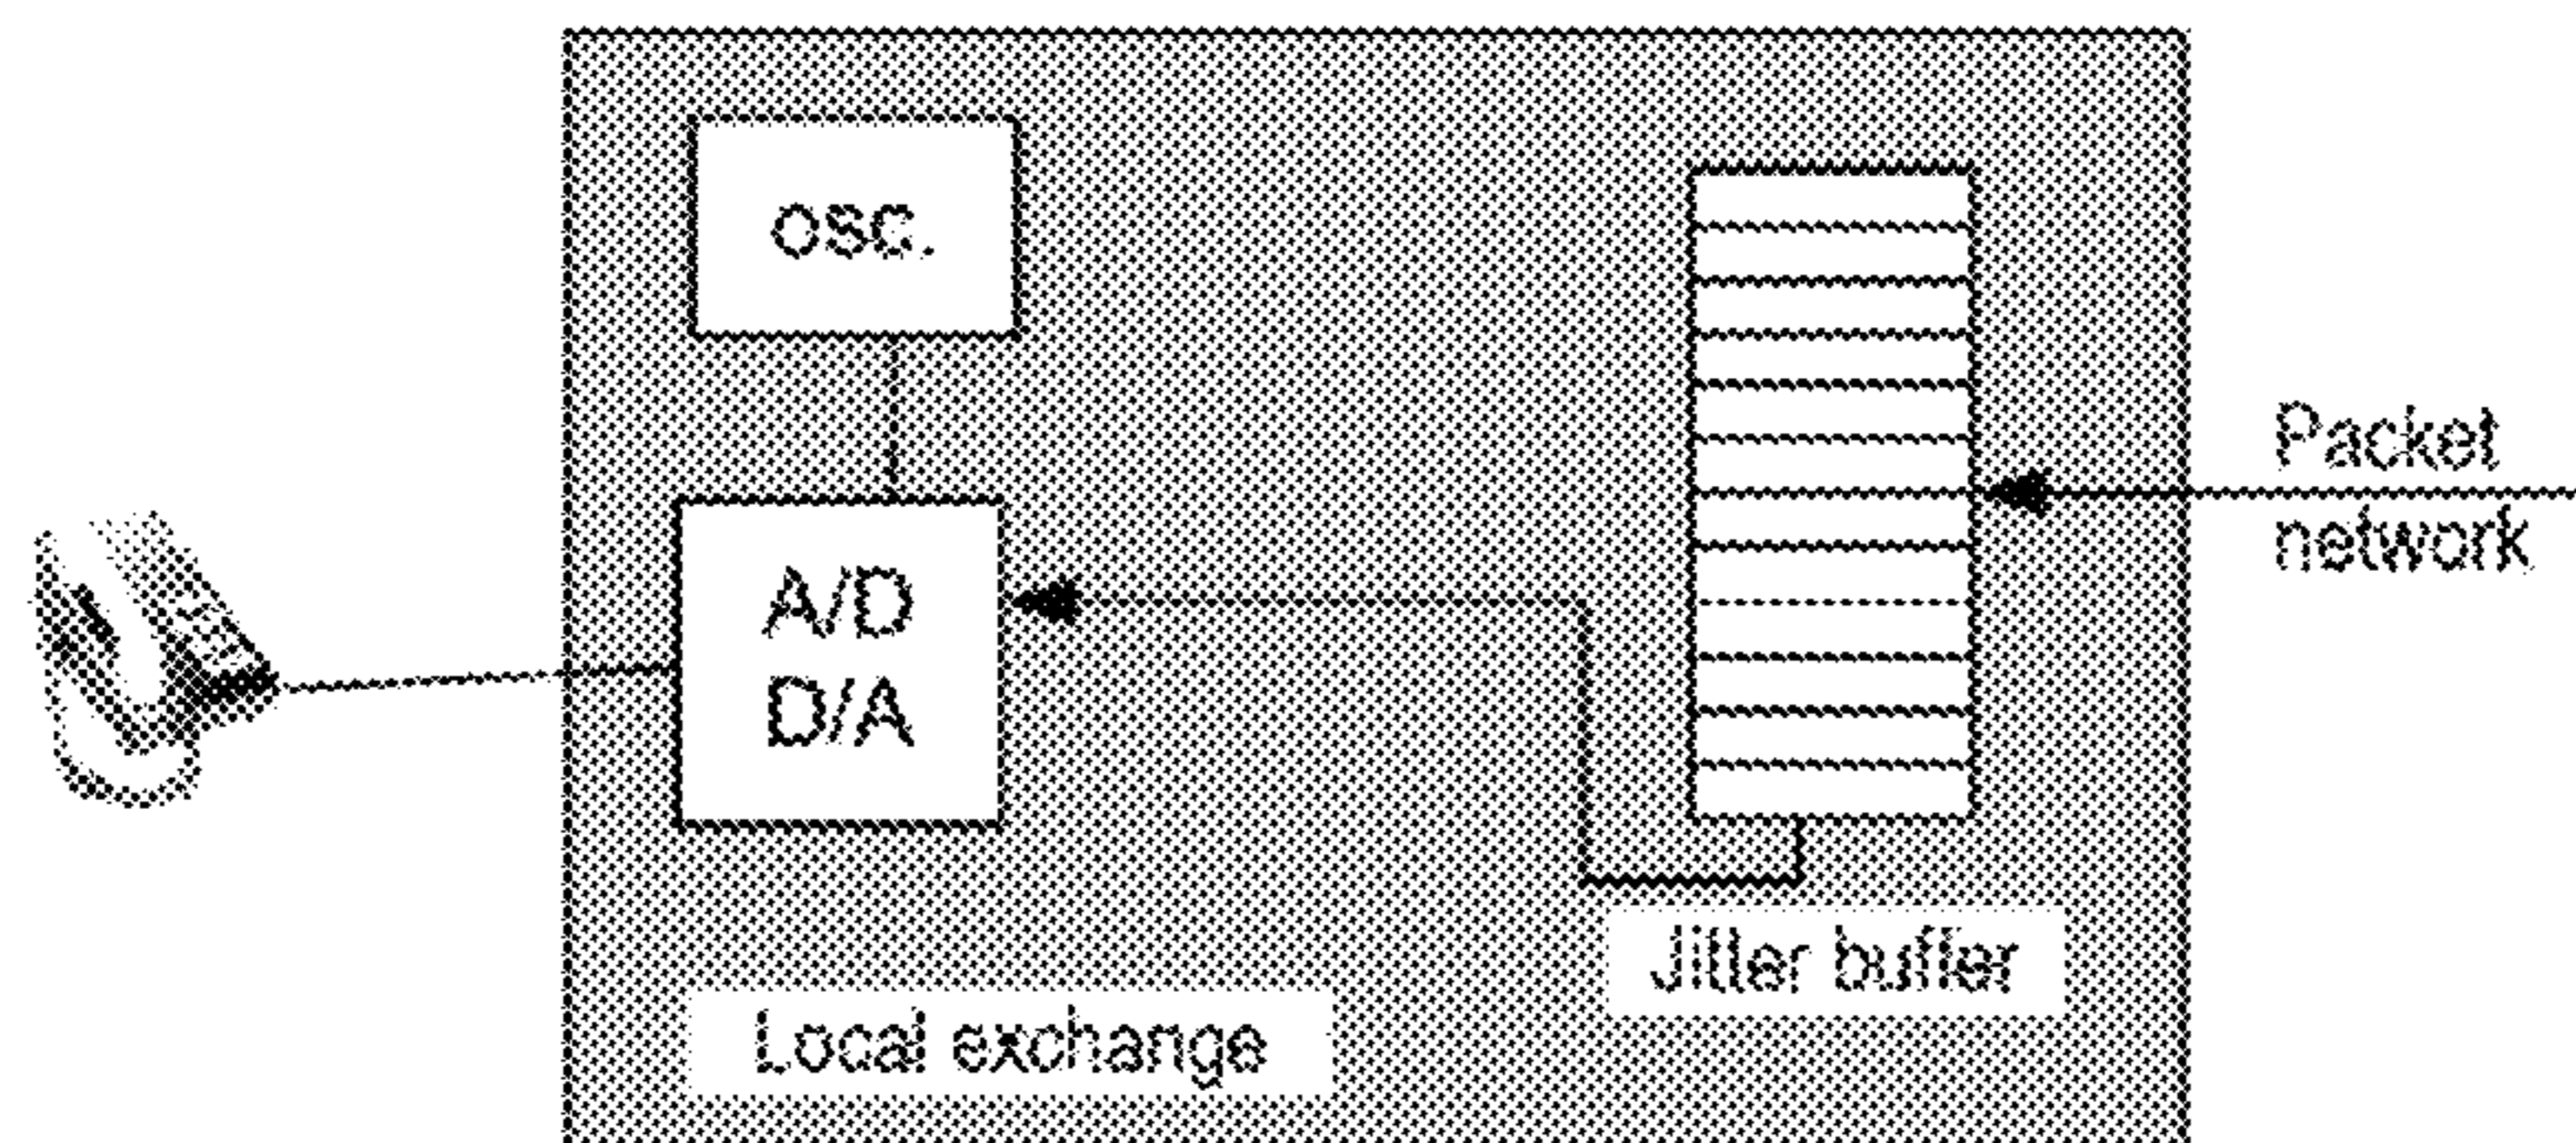 osc.
A/D
D/A
Packet
network
Jitter buffer
Local exchange